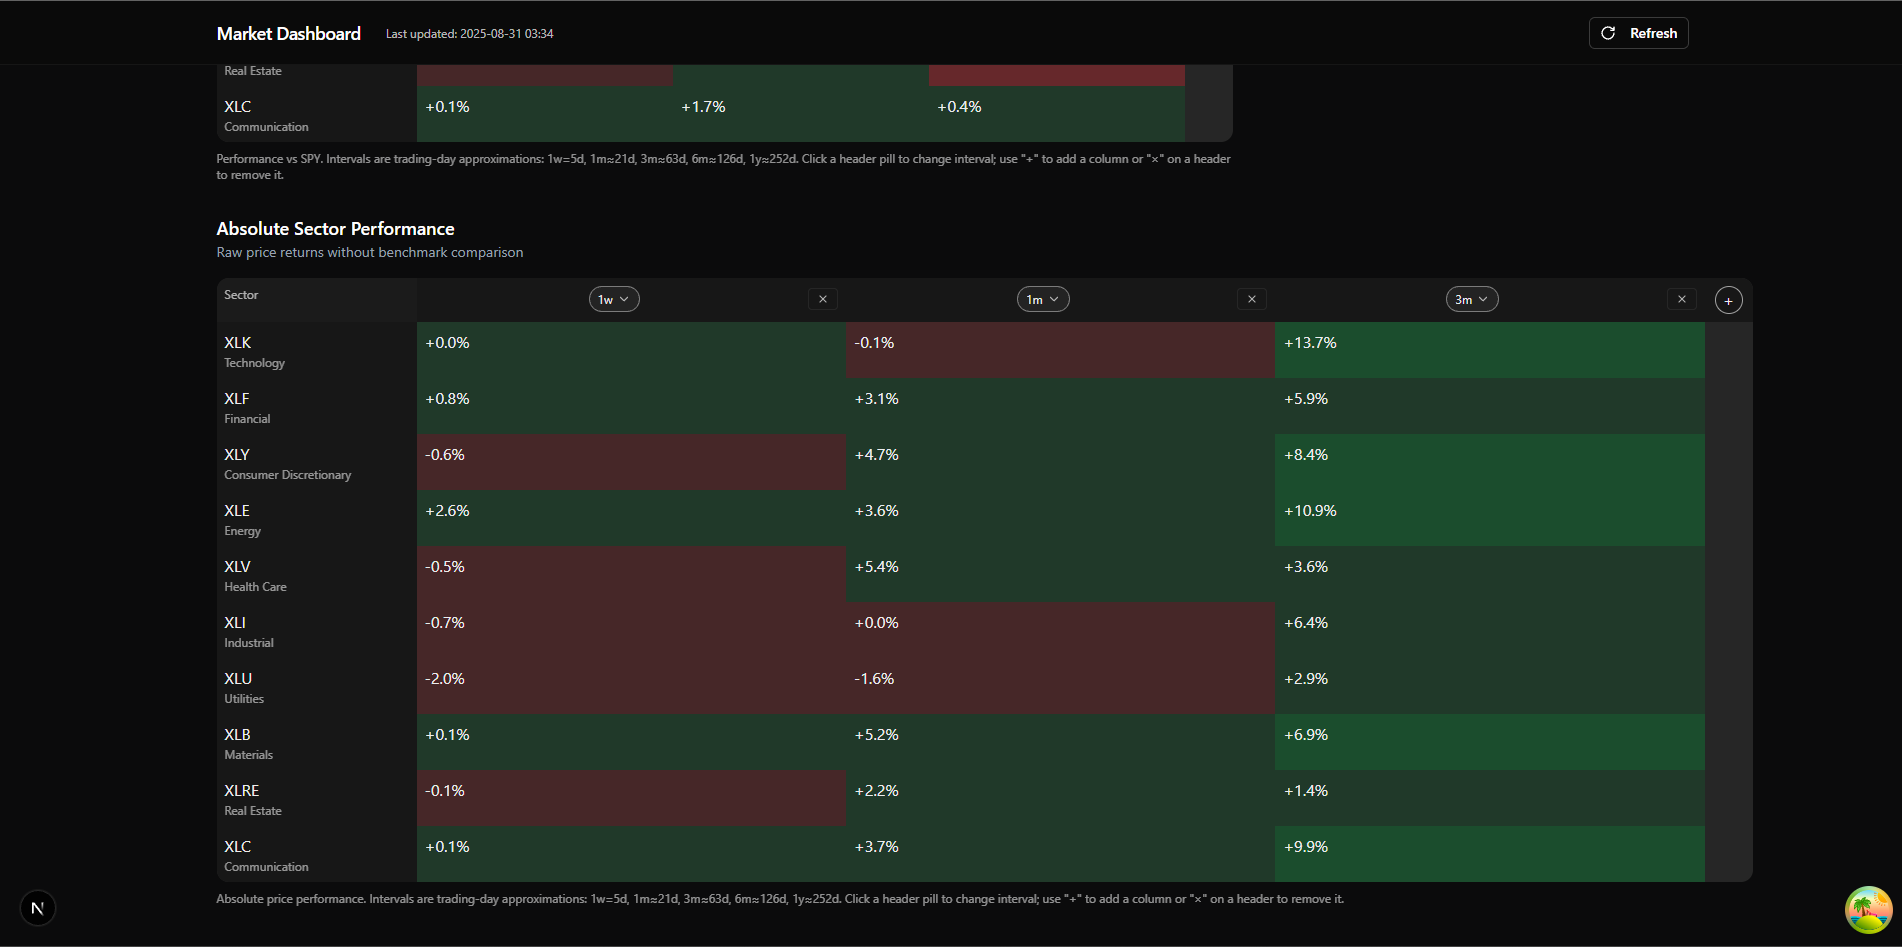 Market Dashboard Last updated: 2025-08-31 03:34 Refresh
Real Estate
XLC +0.1% +1.7% +0.4%
Communication
Performance vs SPY. Intervals are trading-day approximations: 1w=5d, 1m≈21d, 3m≈63d, 6m≈126d, 1y≈252d. Click a header pill to change interval; use "+" to add a column or "×" on a header
to remove it.
Absolute Sector Performance
Raw price returns without benchmark comparison
Sector 1w × 1m × 3m × +
XLK +0.0% -0.1% +13.7%
Technology
XLF +0.8% +3.1% +5.9%
Financial
XLY -0.6% +4.7% +8.4%
Consumer Discretionary
XLE +2.6% +3.6% +10.9%
Energy
XLV -0.5% +5.4% +3.6%
Health Care
XLI -0.7% +0.0% +6.4%
Industrial
XLU -2.0% -1.6% +2.9%
Utilities
XLB +0.1% +5.2% +6.9%
Materials
XLRE -0.1% +2.2% +1.4%
Real Estate
XLC +0.1% +3.7% +9.9%
Communication
Absolute price performance. Intervals are trading-day approximations: 1w=5d, 1m≈21d, 3m≈63d, 6m≈126d, 1y≈252d. Click a header pill to change interval; use "+" to add a column or "×" on a header to remove it.
N